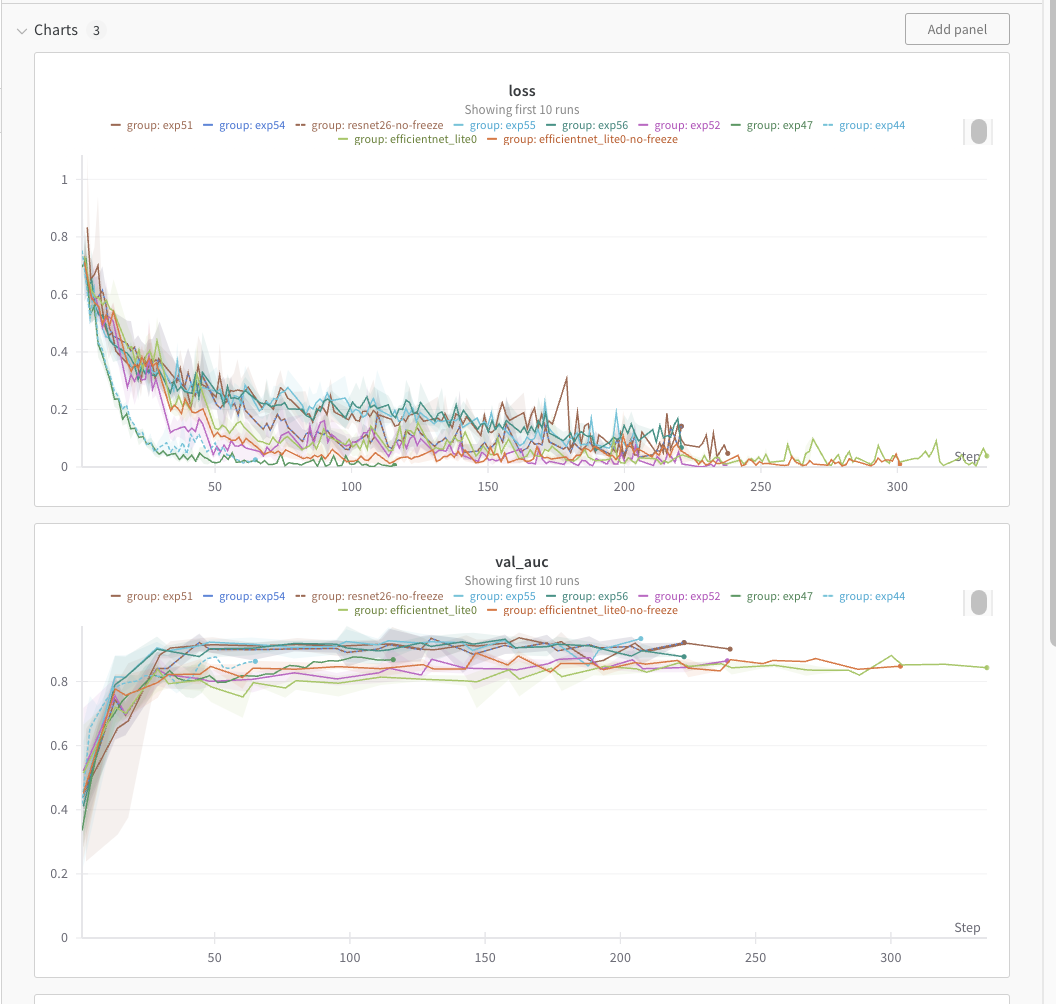 Charts 3
Add panel
loss
Showing first 10 runs
group: exp51 group: exp54 group: resnet26-no-freeze group: exp55 group: exp56 group: exp52 group: exp47 group: exp44
group: efficientnet_lite0 group: efficientnet_lite0-no-freeze
1
0.8
0.6
0.4
0.2
0
Step
50 100 150 200 250 300
val_auc
Showing first 10 runs
group: exp51 group: exp54 group: resnet26-no-freeze group: exp55 group: exp56 group: exp52 group: exp47 group: exp44
group: efficientnet_lite0 group: efficientnet_lite0-no-freeze
0.8
0.6
0.4
0.2
0
Step
50 100 150 200 250 300